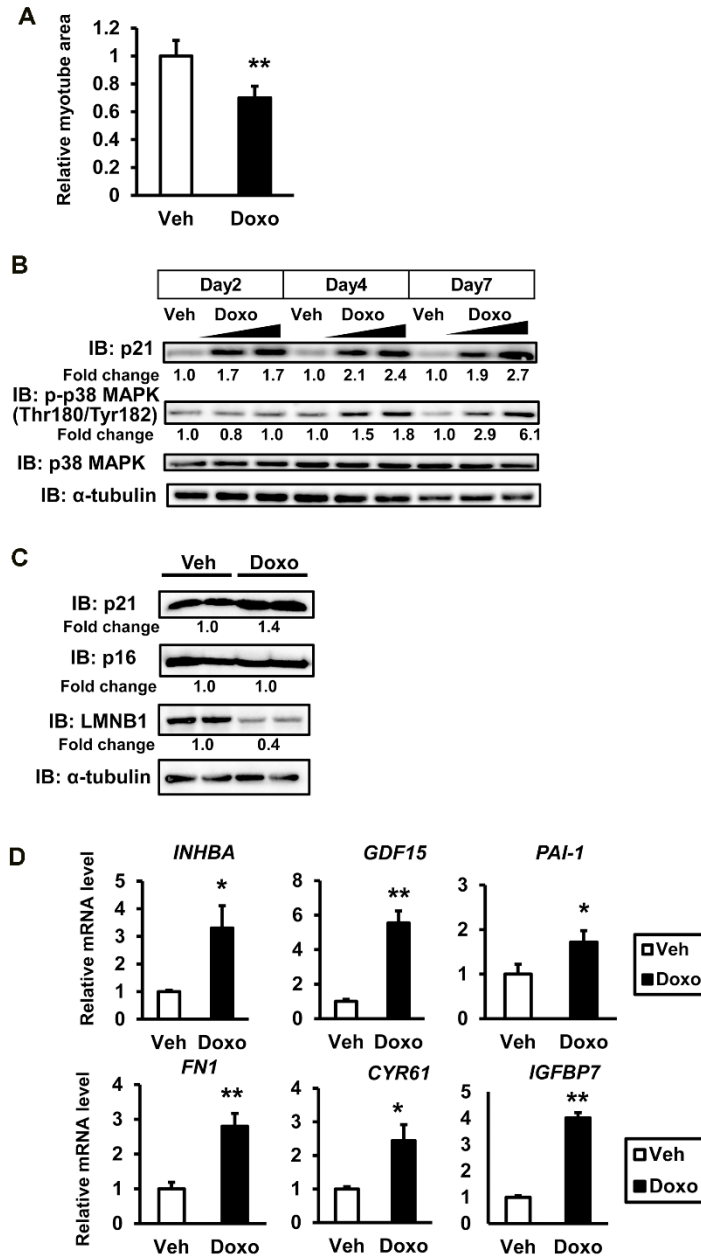 A
Relative myotube area
1.2
1
0.8
0.6
0.4
0.2
0
**
Veh Doxo
B
Day2 Day4 Day7
Veh Doxo Veh Doxo Veh Doxo
IB: p21
Fold change 1.0 1.7 1.7 1.0 2.1 2.4 1.0 1.9 2.7
IB: p-p38 MAPK
(Thr180/Tyr182)
Fold change 1.0 0.8 1.0 1.0 1.5 1.8 1.0 2.9 6.1
IB: p38 MAPK
IB: α-tubulin
C
Veh Doxo
IB: p21
Fold change 1.0 1.4
IB: p16
Fold change 1.0 1.0
IB: LMNB1
Fold change 1.0 0.4
IB: α-tubulin
D
INHBA
Relative mRNA level
5
4
3
2
1
0
*
Veh Doxo
GDF15
8
6
4
2
0
**
Veh Doxo
PAI-1
3
2
1
0
*
Veh Doxo
Veh
Doxo
FN1
Relative mRNA level
4
3
2
1
0
**
Veh Doxo
CYR61
4
3
2
1
0
*
Veh Doxo
IGFBP7
5
4
3
2
1
0
**
Veh Doxo
Veh
Doxo